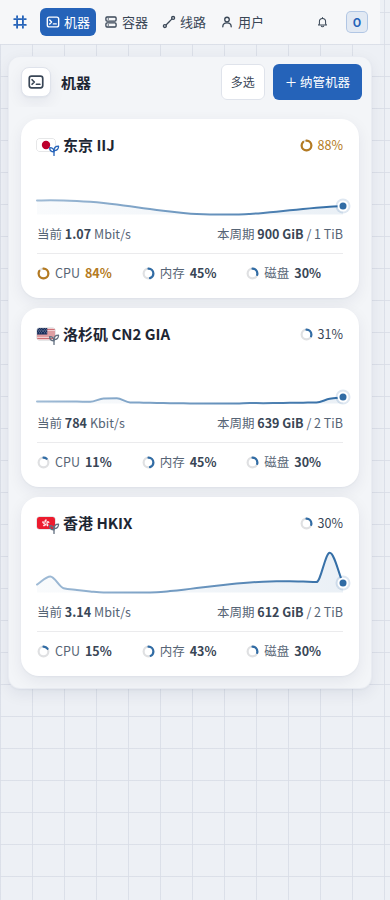 机器 容器 线路 用户 O
机器 多选 纳管机器
东京 IIJ 88%
当前 1.07 Mbit/s 本周期 900 GiB / 1 TiB
CPU 84% 内存 45% 磁盘 30%
洛杉矶 CN2 GIA 31%
当前 784 Kbit/s 本周期 639 GiB / 2 TiB
CPU 11% 内存 45% 磁盘 30%
香港 HKIX 30%
当前 3.14 Mbit/s 本周期 612 GiB / 2 TiB
CPU 15% 内存 43% 磁盘 30%